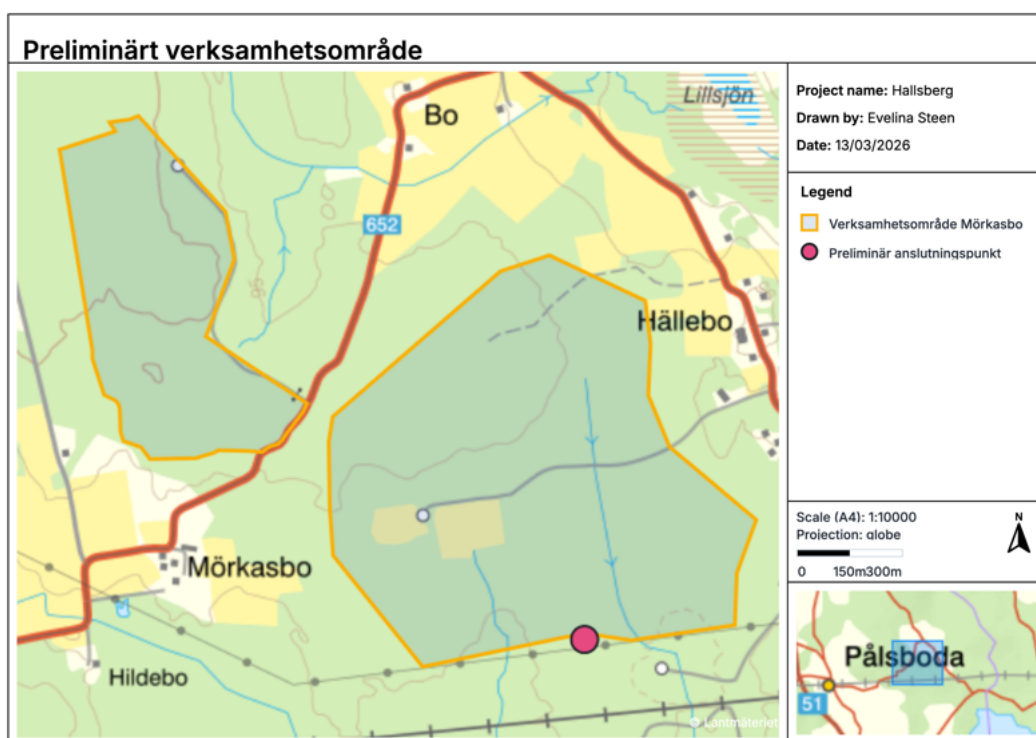 Preliminärt verksamhetsområde
Bo
Lillsjön
652
Hällebo
Mörkasbo
Hildebo
© Lantmäteriet
Project name: Hallsberg
Drawn by: Evelina Steen
Date: 13/03/2026
Legend
Verksamhetsområde Mörkasbo
Preliminär anslutningspunkt
Scale (A4): 1:10000
Projection: globe
N
0 150m300m
Pålsboda
51